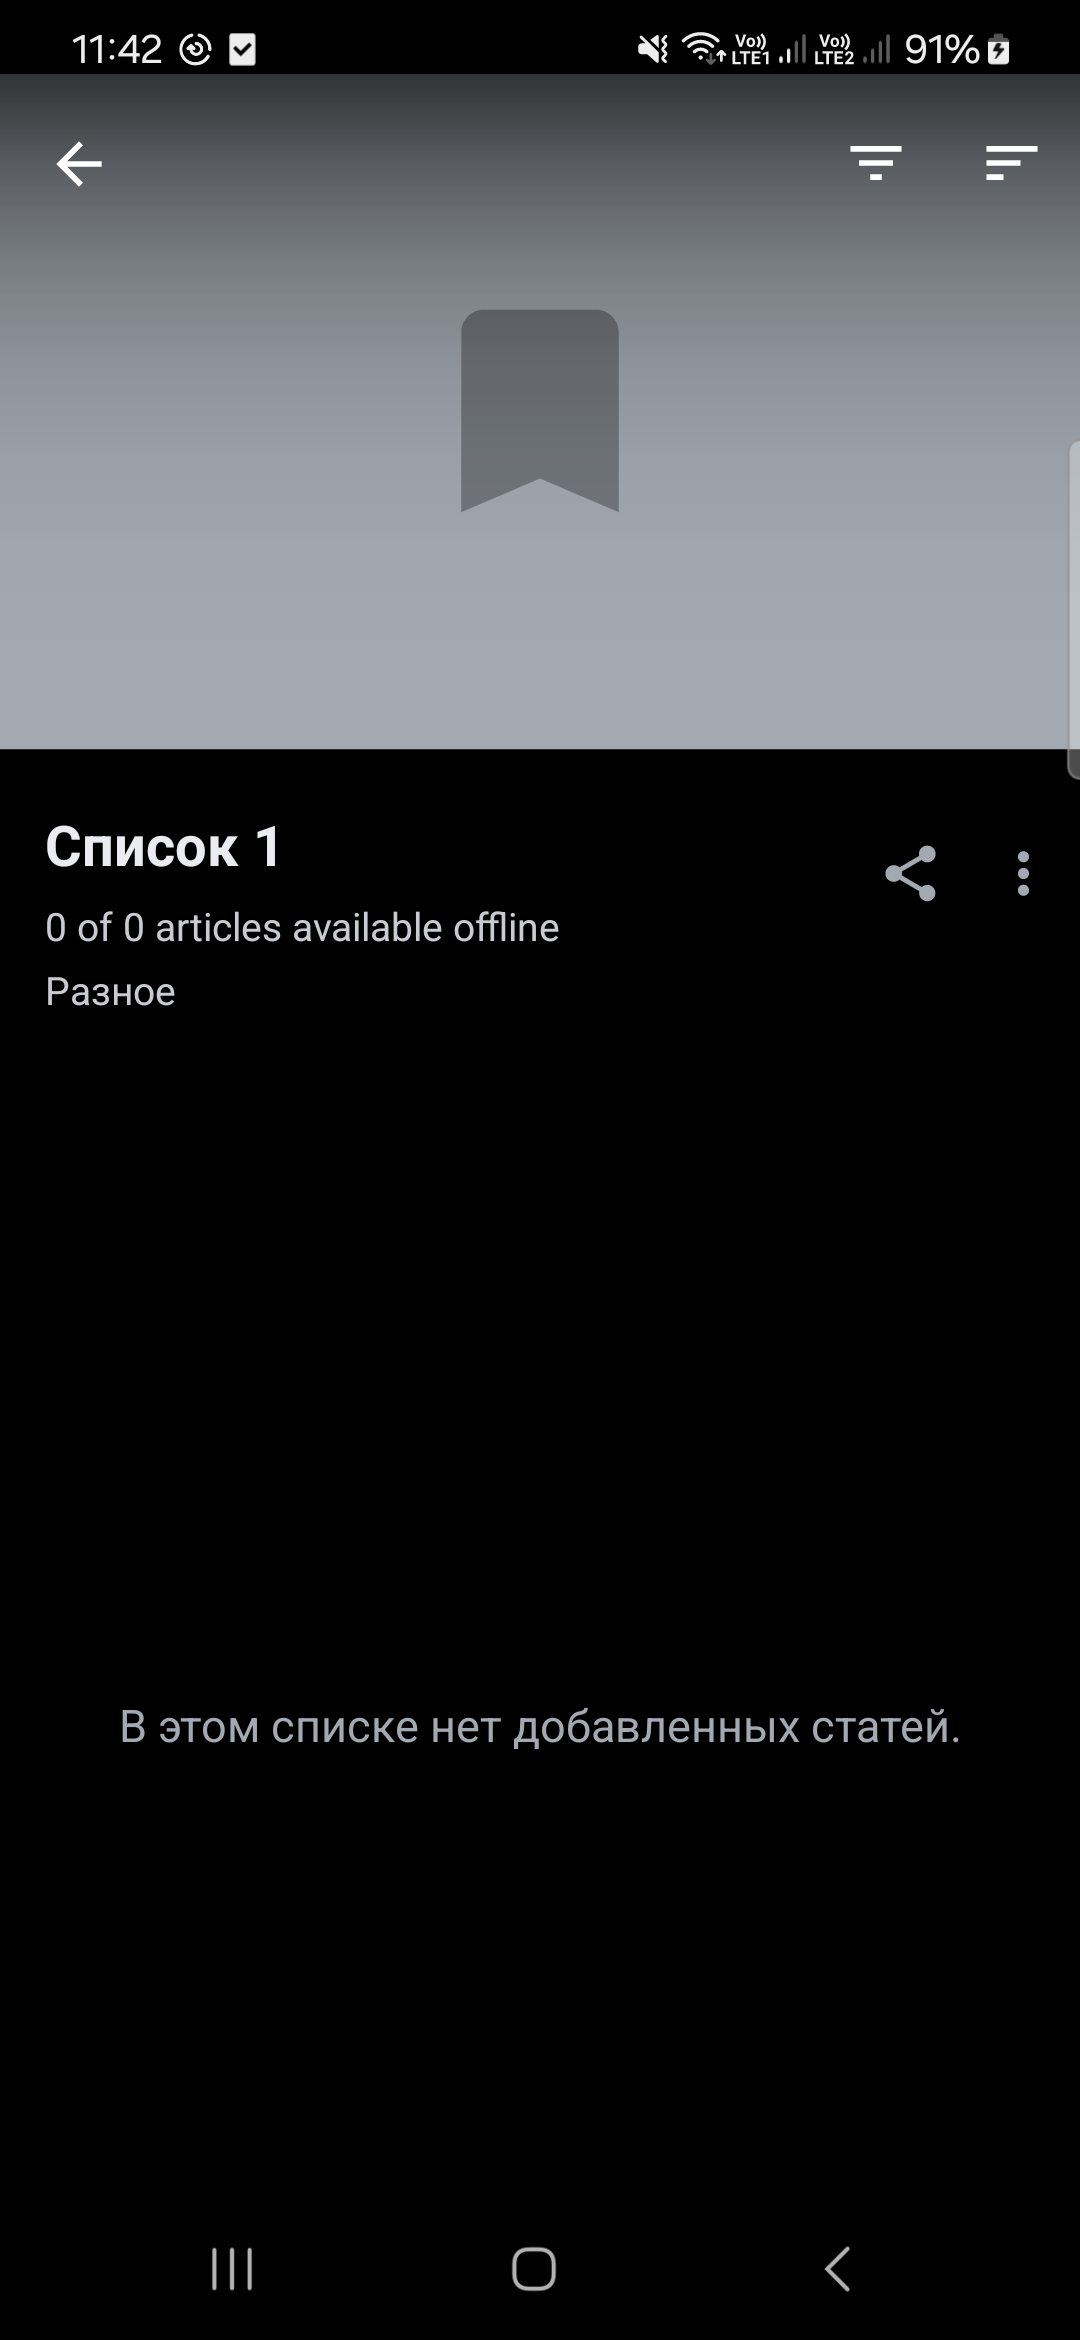 11:42 Vo)) LTE1 Vo)) LTE2 91%
Список 1
0 of 0 articles available offline
Разное
В этом списке нет добавленных статей.